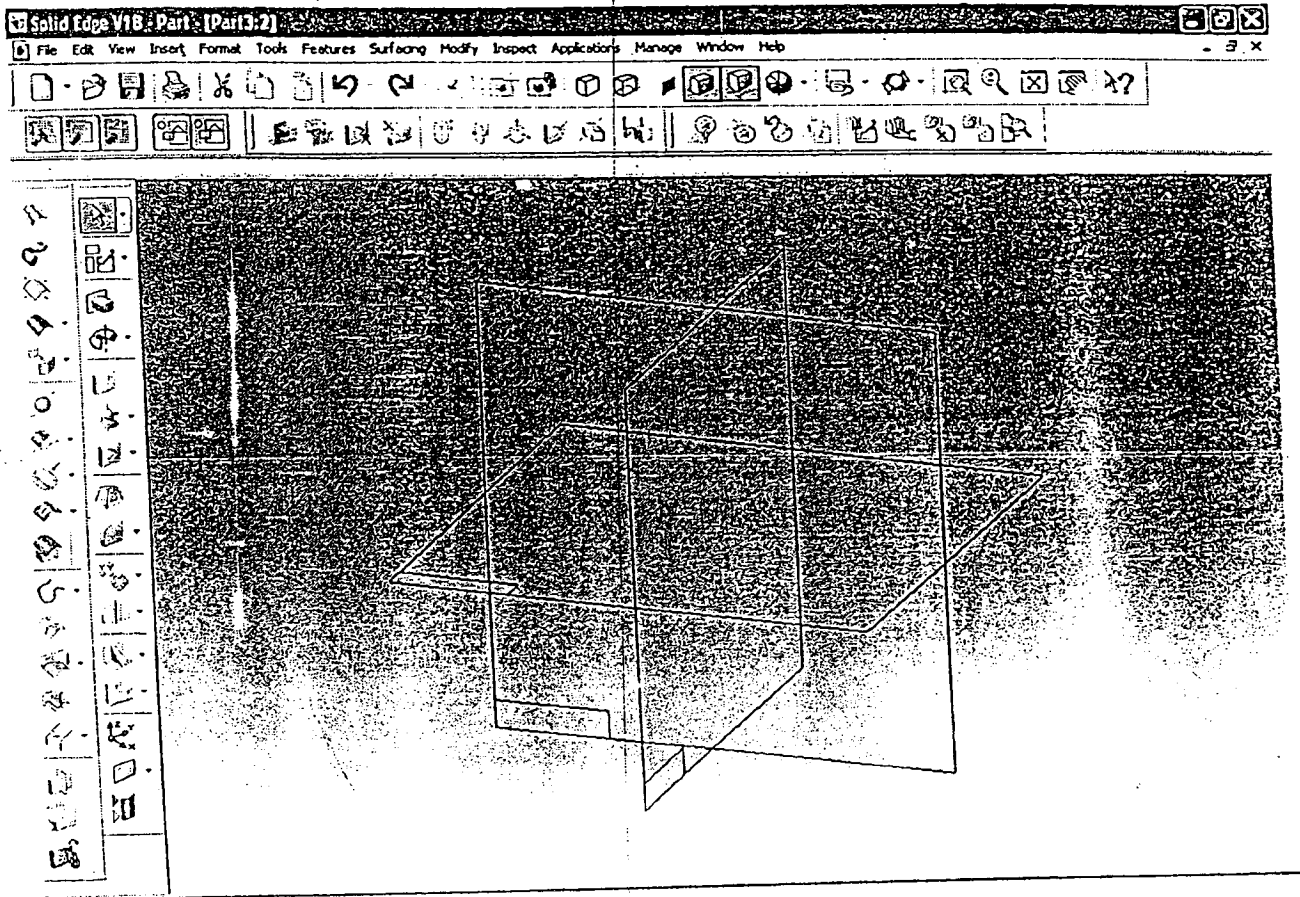 Solid Edge V18 - Part - [Part3:2]
File Edit View Insert Format Tools Features Surfacing Modify Inspect Applications Manage Window Help